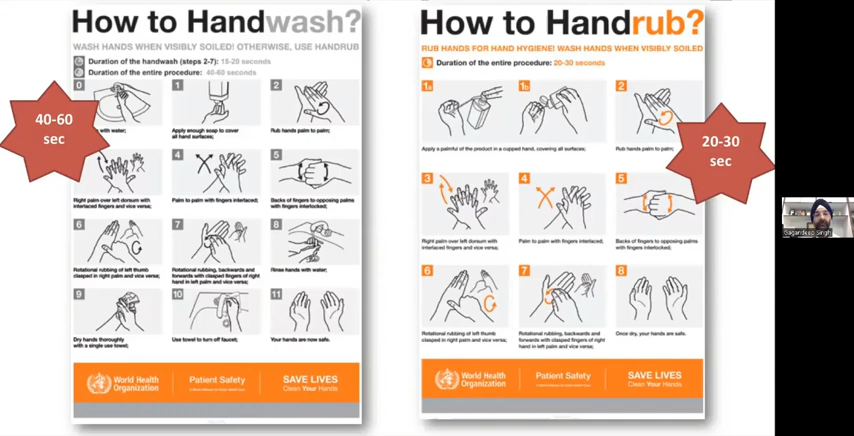 How to Handwash?
WASH HANDS WHEN VISIBLY SOILED! OTHERWISE, USE HANDRUB
Duration of the handwash (steps 2-7): 15-20 seconds
Duration of the entire procedure: 40-60 seconds
40-60
sec
0
with water;
1
Apply enough soap to cover
all hand surfaces;
2
Rub hands palm to palm;
Right palm over left dorsum with
interlaced fingers and vice versa;
4
Palm to palm with fingers interlaced;
5
Backs of fingers to opposing palms
with fingers interlocked;
6
Rotational rubbing of left thumb
clasped in right palm and vice versa;
7
Rotational rubbing, backwards and
forwards with clasped fingers of right
hand in left palm and vice versa;
8
Rinse hands with water;
9
Dry hands thoroughly
with a single use towel;
10
Use towel to turn off faucet;
11
Your hands are now safe.
World Health
Organization
Patient Safety
SAVE LIVES
Clean Your Hands
How to Handrub?
RUB HANDS FOR HAND HYGIENE! WASH HANDS WHEN VISIBLY SOILED
Duration of the entire procedure: 20-30 seconds
1a
1b
Apply a palmful of the product in a cupped hand, covering all surfaces;
2
Rub hands palm to palm;
20-30
sec
3
Right palm over left dorsum with
interlaced fingers and vice versa;
4
Palm to palm with fingers interlaced;
5
Backs of fingers to opposing palms
with fingers interlocked;
6
Rotational rubbing of left thumb
clasped in right palm and vice versa;
7
Rotational rubbing, backwards and
forwards with clasped fingers of right
hand in left palm and vice versa;
8
Once dry, your hands are safe.
World Health
Organization
Patient Safety
SAVE LIVES
Clean Your Hands
Gagandeep Singh